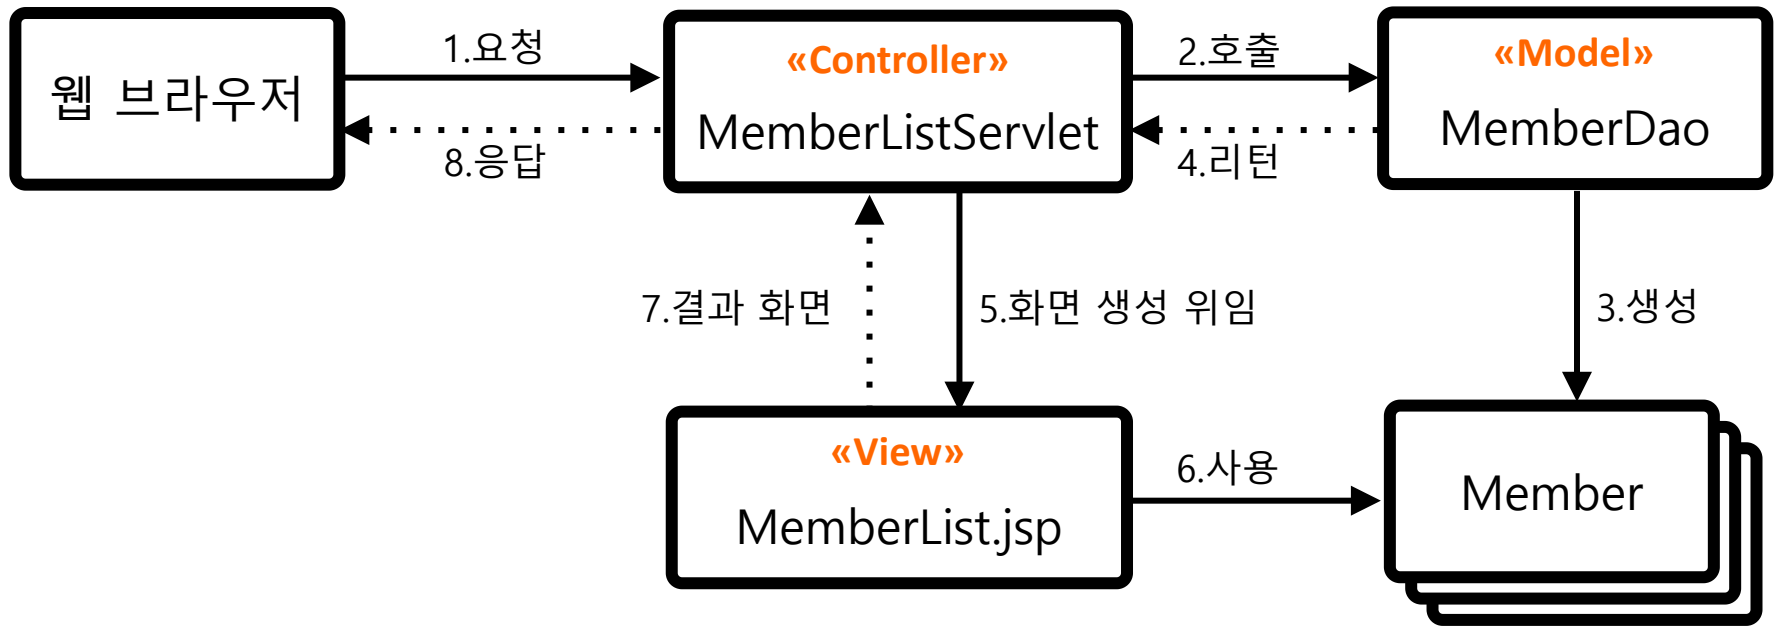 웹 브라우저
1.요청
8.응답
«Controller»
MemberListServlet
2.호출
4.리턴
«Model»
MemberDao
7.결과 화면
5.화면 생성 위임
3.생성
«View»
MemberList.jsp
6.사용
Member